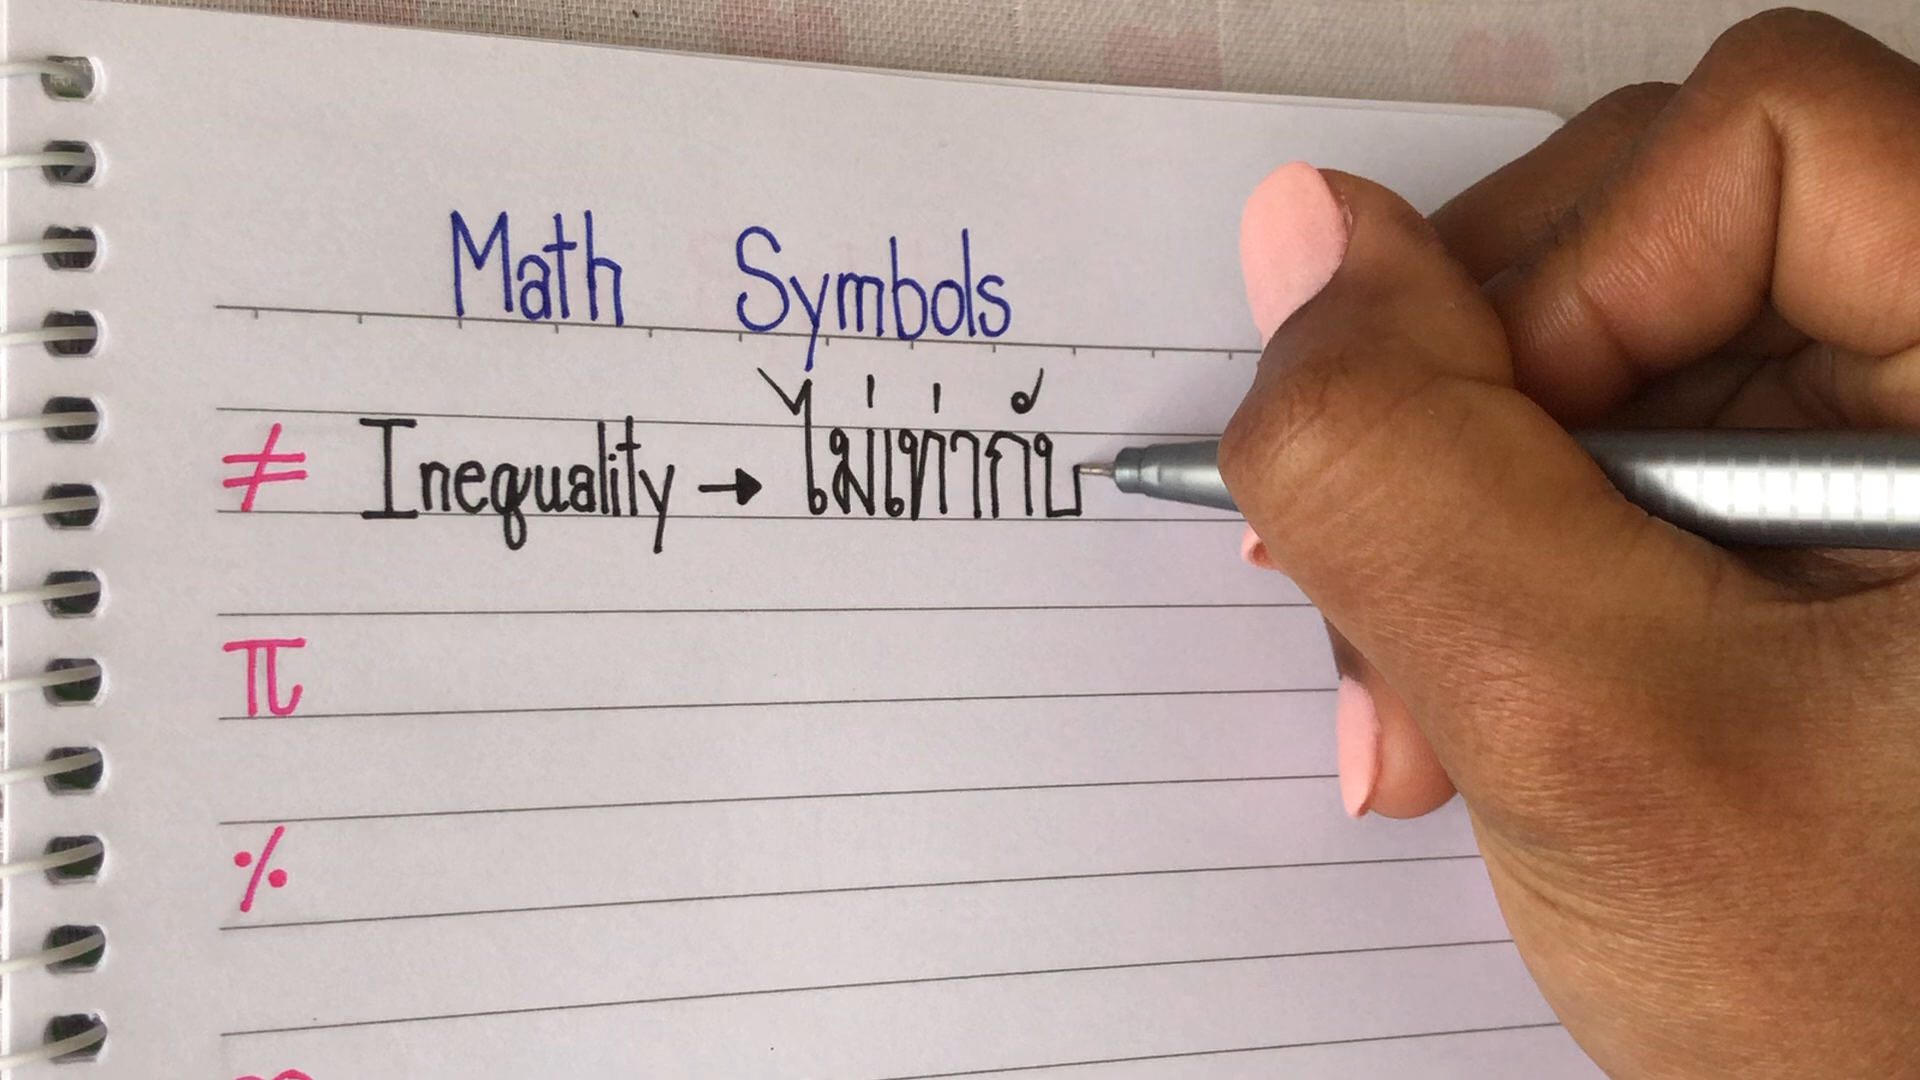 Math Symbols
≠ Inequality → ไม่เท่ากับ
π
%